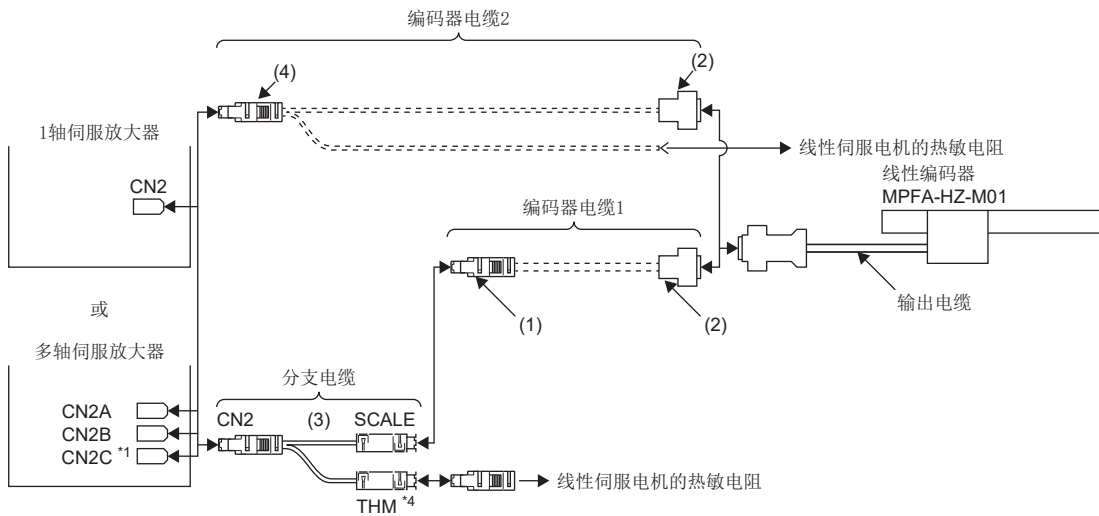 编码器电缆2
(4)
(2)
1轴伺服放大器
线性伺服电机的热敏电阻
线性编码器
MPFA-HZ-M01
CN2
编码器电缆1
(1)
(2)
输出电缆
或
多轴伺服放大器
分支电缆
CN2
(3)
SCALE
CN2A
CN2B
CN2C *1
THM *4
线性伺服电机的热敏电阻